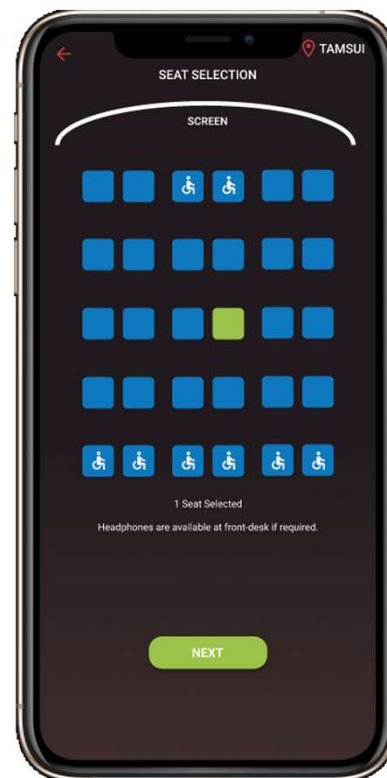 TAMSUI
SEAT SELECTION
SCREEN
1 Seat Selected
Headphones are available at front-desk if required.
NEXT